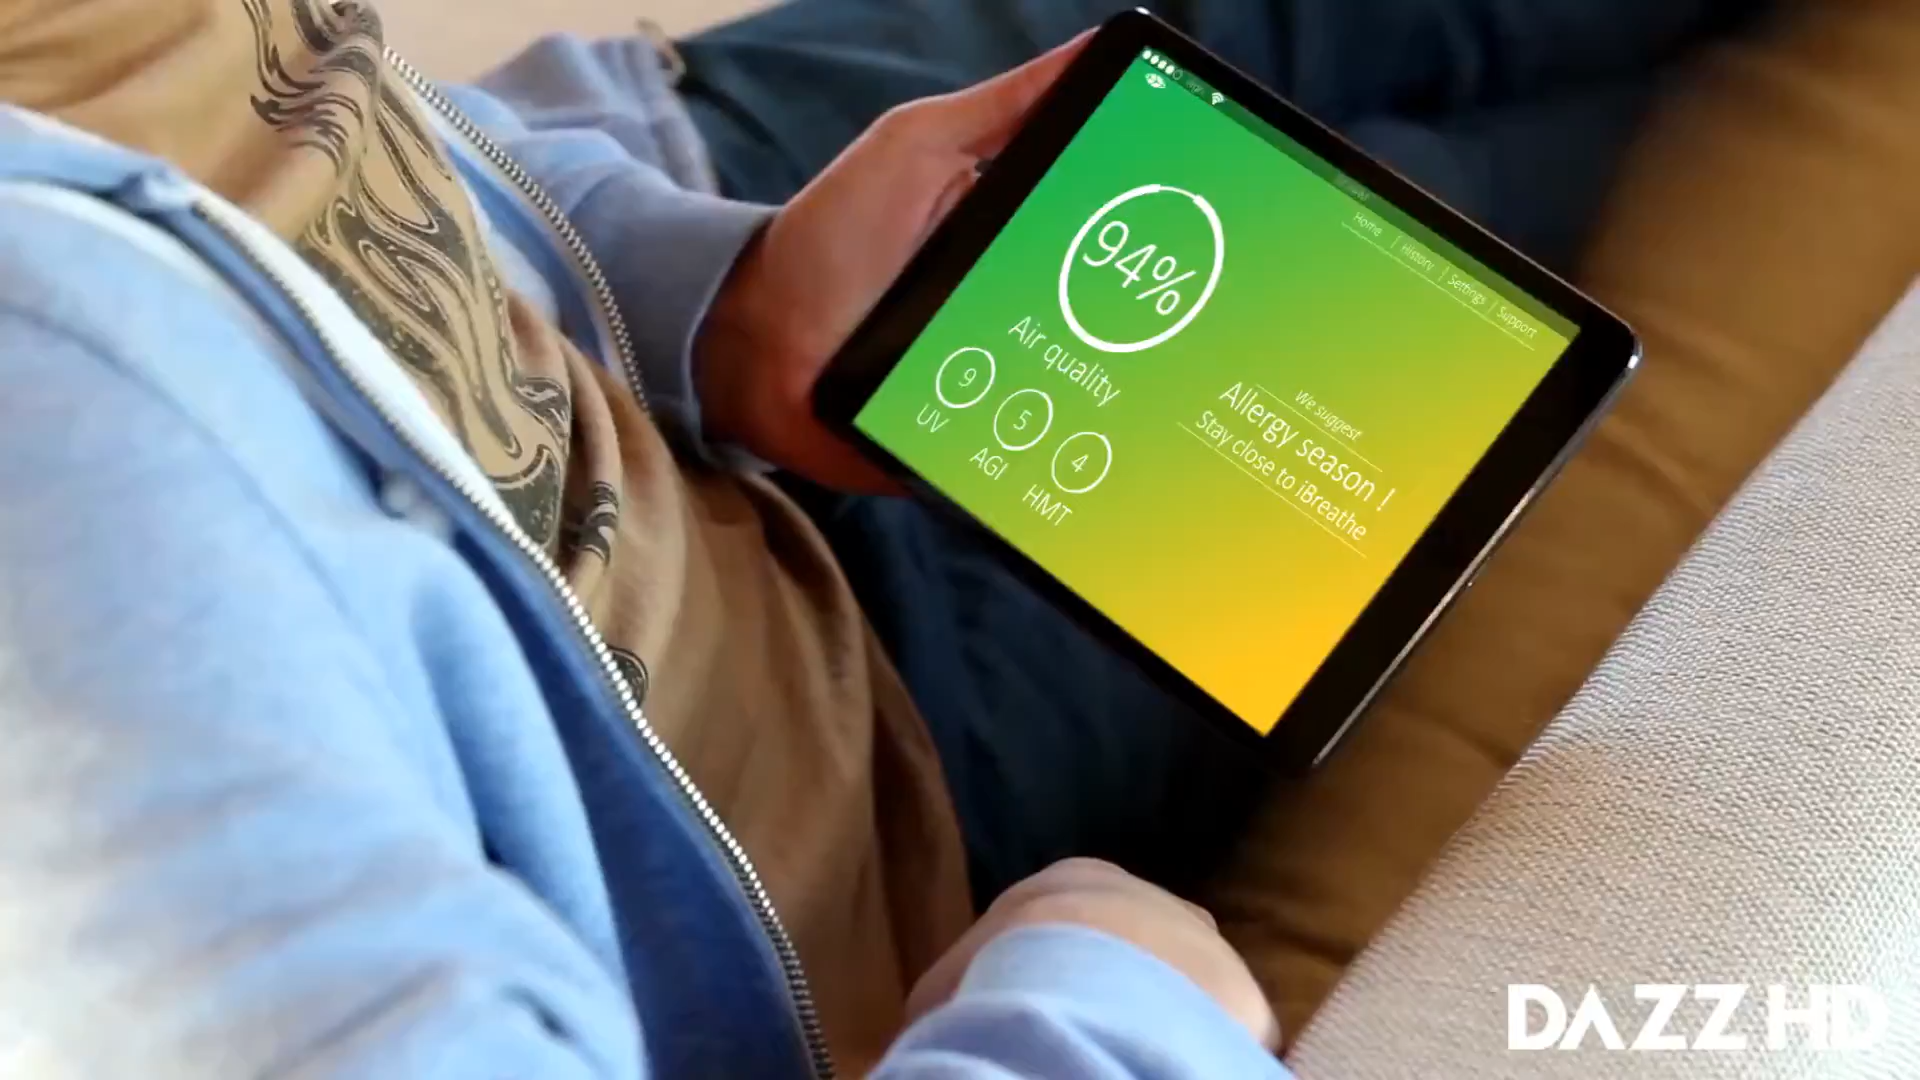 Home | History | Settings | Support
94%
Air quality
9
UV
5
AGI
4
HMT
We suggest
Allergy season !
Stay close to iBreathe
DAZZ HD